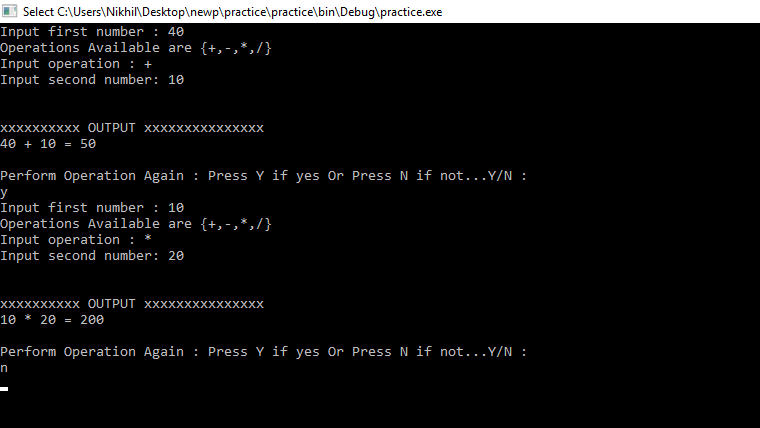 Select C:\Users\Nikhil\Desktop\newp\practice\practice\bin\Debug\practice.exe
Input first number : 40
Operations Available are {+,-,*,/}
Input operation : +
Input second number: 10
xxxxxxxxxx OUTPUT xxxxxxxxxxxxxxx
40 + 10 = 50
Perform Operation Again : Press Y if yes Or Press N if not...Y/N :
y
Input first number : 10
Operations Available are {+,-,*,/}
Input operation : *
Input second number: 20
xxxxxxxxxx OUTPUT xxxxxxxxxxxxxxx
10 * 20 = 200
Perform Operation Again : Press Y if yes Or Press N if not...Y/N :
n